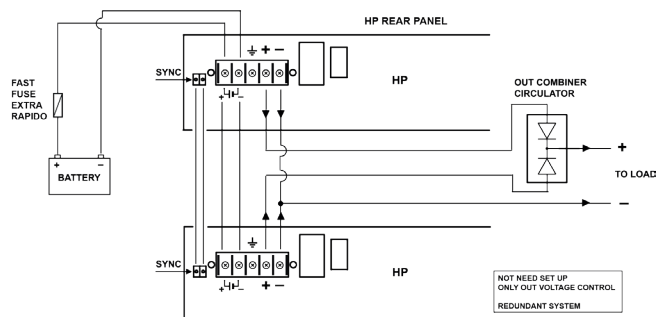 HP REAR PANEL
+ −
SYNC
HP
+ −
FAST
FUSE
EXTRA
RAPIDO
+ −
BATTERY
OUT COMBINER
CIRCULATOR
+
TO LOAD
−
SYNC
HP
+ −
+ −
NOT NEED SET UP
ONLY OUT VOLTAGE CONTROL
REDUNDANT SYSTEM